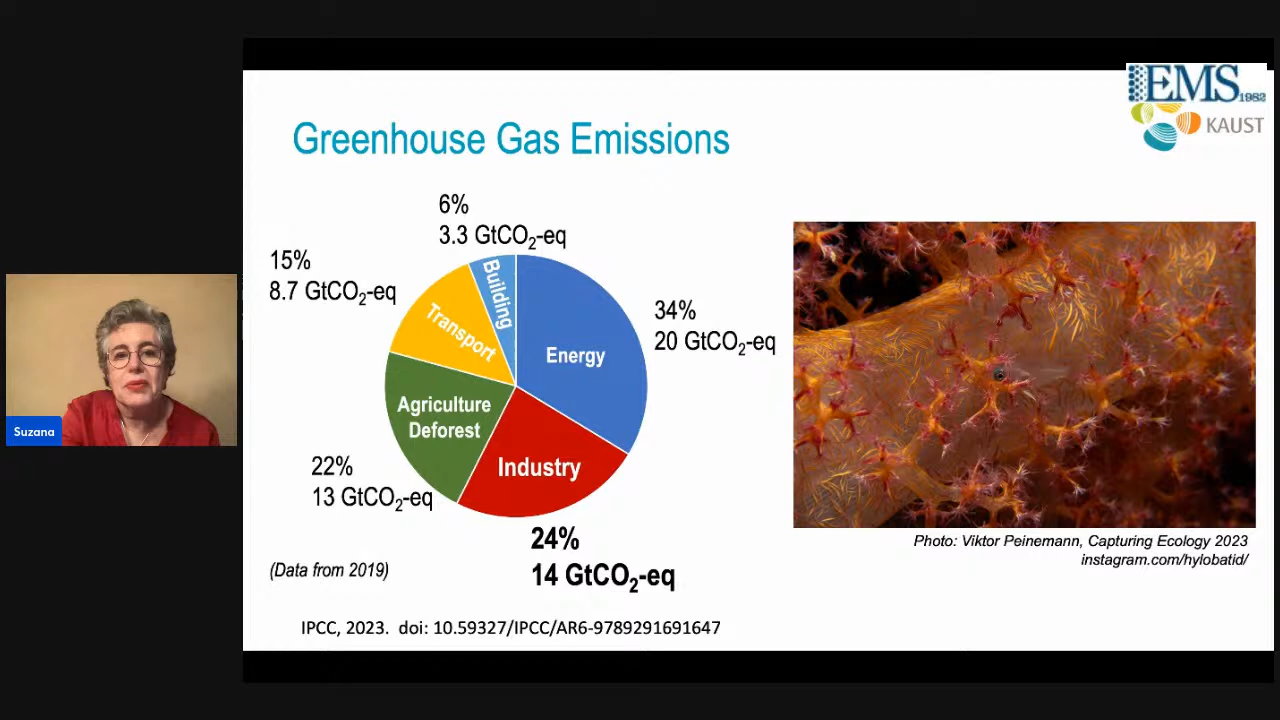 IEMS 1982
KAUST
Greenhouse Gas Emissions
6%
3.3 GtCO₂-eq
15%
8.7 GtCO₂-eq
Building
Transport
34%
20 GtCO₂-eq
Energy
Agriculture
Deforest
Industry
22%
13 GtCO₂-eq
24%
14 GtCO₂-eq
(Data from 2019)
IPCC, 2023. doi: 10.59327/IPCC/AR6-9789291691647
Photo: Viktor Peinemann, Capturing Ecology 2023
instagram.com/hylobatid/
Suzana